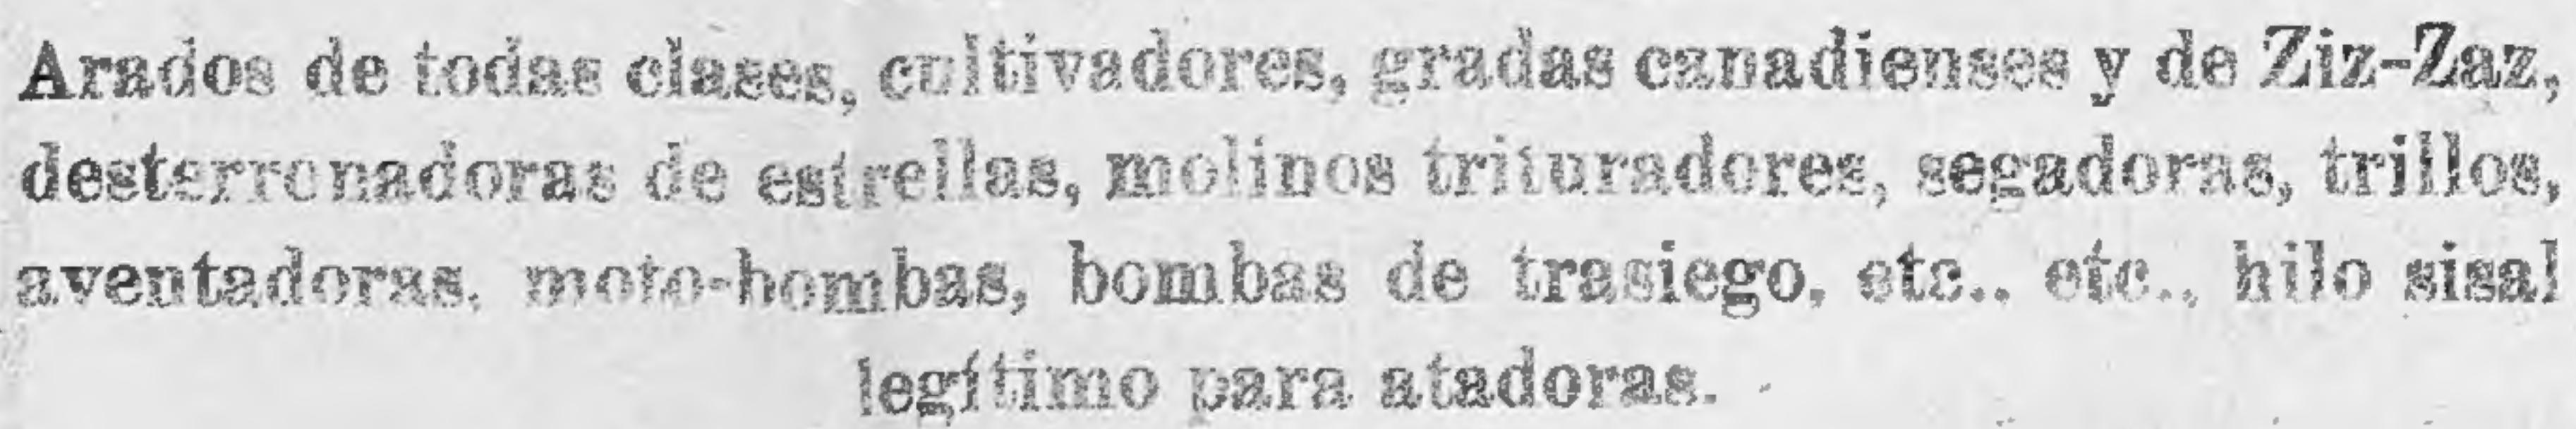 Arados de todas clases, cultivadores, gradas canadienses y de Ziz-Zaz,
desterronadoras de estrellas, molinos trituradores, segadoras, trillos,
aventadoras, moto-bombas, bombas de trasiego, etc., etc., hilo sisal
legítimo para atadoras.